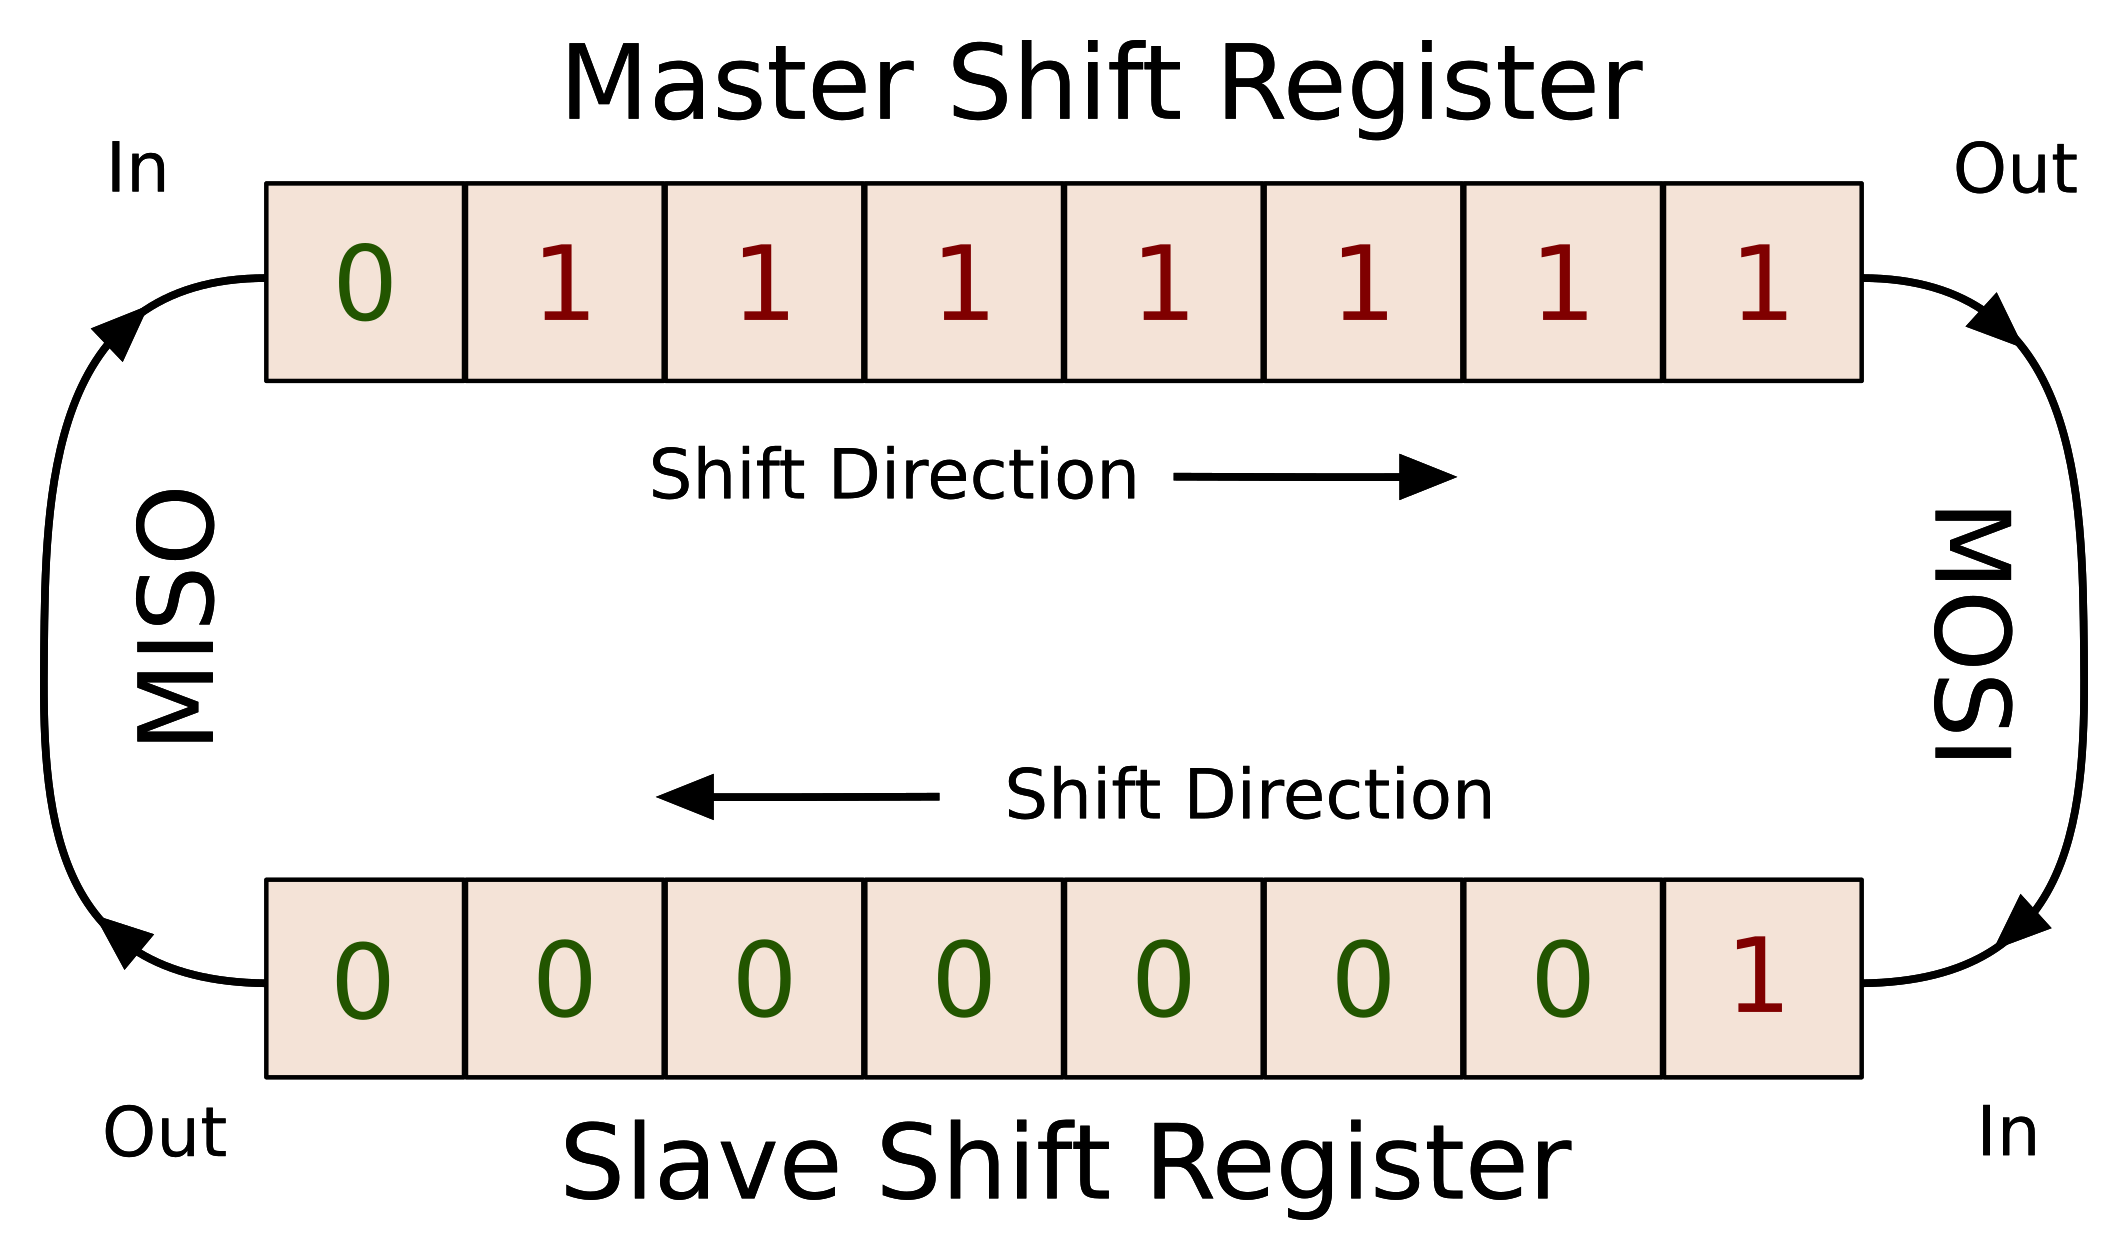 Master Shift Register
In
Out
0 1 1 1 1 1 1 1
Shift Direction
MISO
MOSI
Shift Direction
0 0 0 0 0 0 0 1
Out
In
Slave Shift Register